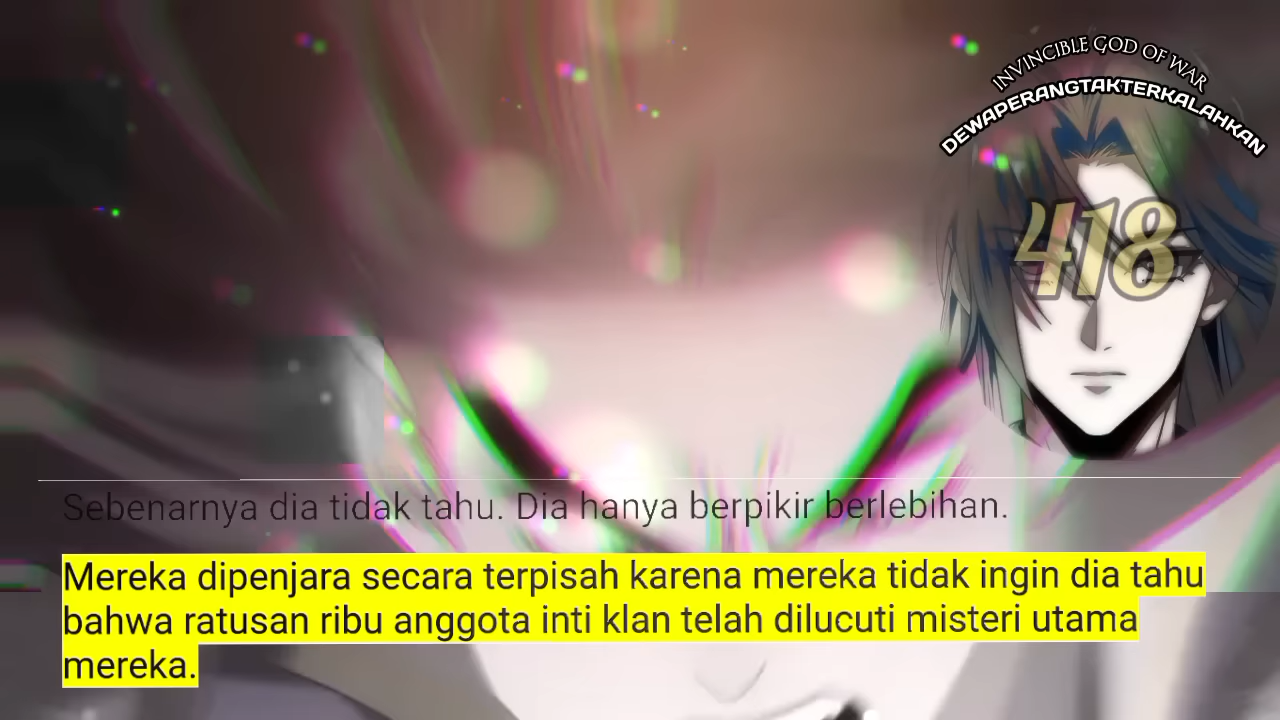 INVINCIBLE GOD OF WAR
DEWAPERANGTAKTERKALAHKAN
418
Sebenarnya dia tidak tahu. Dia hanya berpikir berlebihan.
Mereka dipenjara secara terpisah karena mereka tidak ingin dia tahu
bahwa ratusan ribu anggota inti klan telah dilucuti misteri utama
mereka.